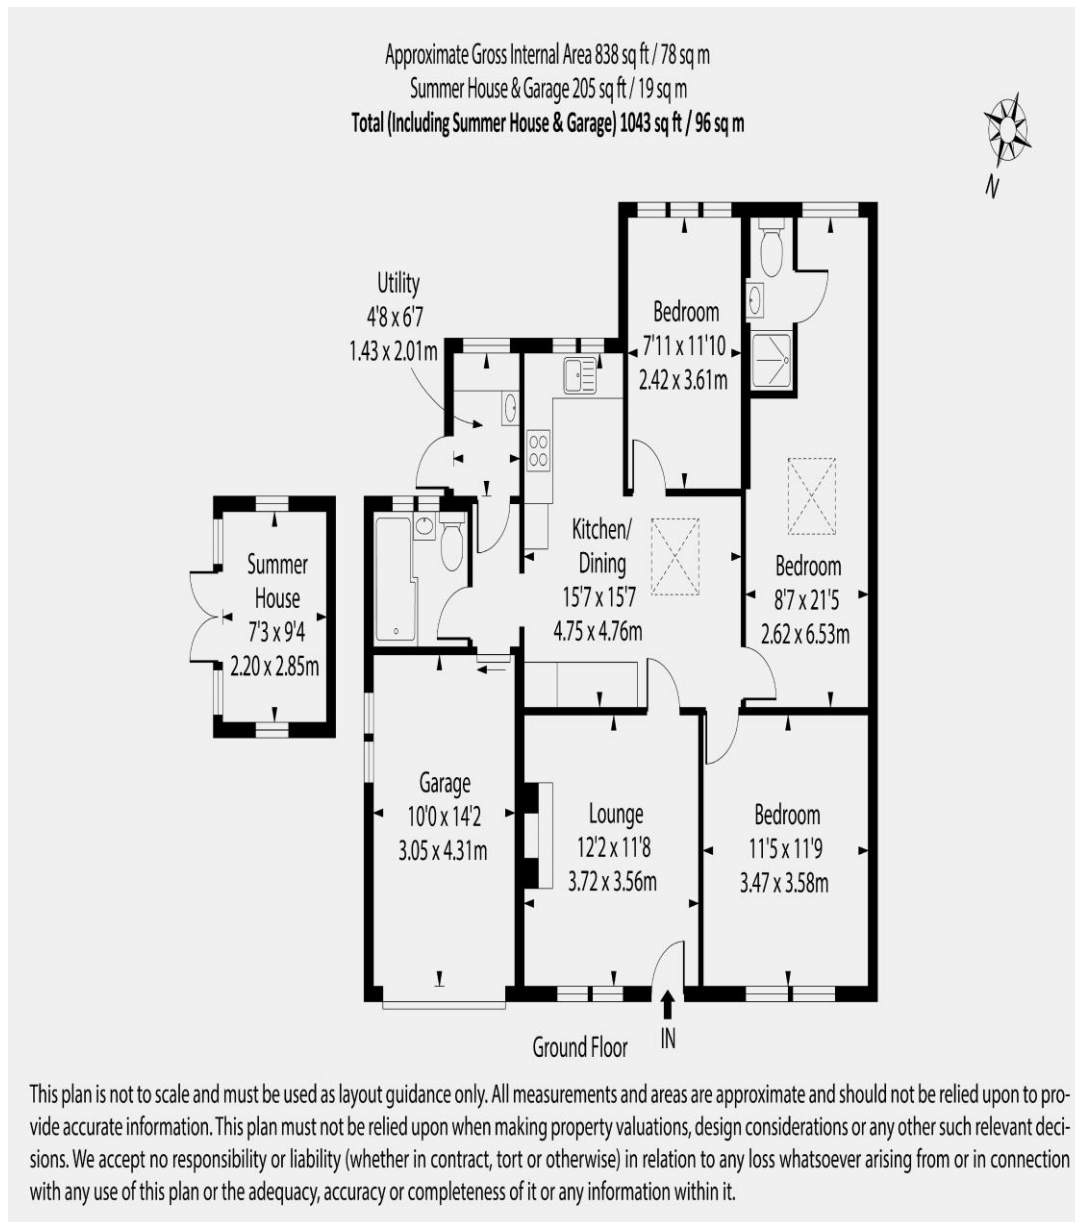 Approximate Gross Internal Area 838 sq ft / 78 sq m
Summer House & Garage 205 sq ft / 19 sq m
Total (Including Summer House & Garage) 1043 sq ft / 96 sq m
N
Utility
4'8 x 6'7
1.43 x 2.01m
Bedroom
7'11 x 11'10
2.42 x 3.61m
Summer
House
7'3 x 9'4
2.20 x 2.85m
Kitchen/
Dining
15'7 x 15'7
4.75 x 4.76m
Bedroom
8'7 x 21'5
2.62 x 6.53m
Garage
10'0 x 14'2
3.05 x 4.31m
Lounge
12'2 x 11'8
3.72 x 3.56m
Bedroom
11'5 x 11'9
3.47 x 3.58m
Ground Floor
IN
This plan is not to scale and must be used as layout guidance only. All measurements and areas are approximate and should not be relied upon to pro-
vide accurate information. This plan must not be relied upon when making property valuations, design considerations or any other such relevant deci-
sions. We accept no responsibility or liability (whether in contract, tort or otherwise) in relation to any loss whatsoever arising from or in connection
with any use of this plan or the adequacy, accuracy or completeness of it or any information within it.